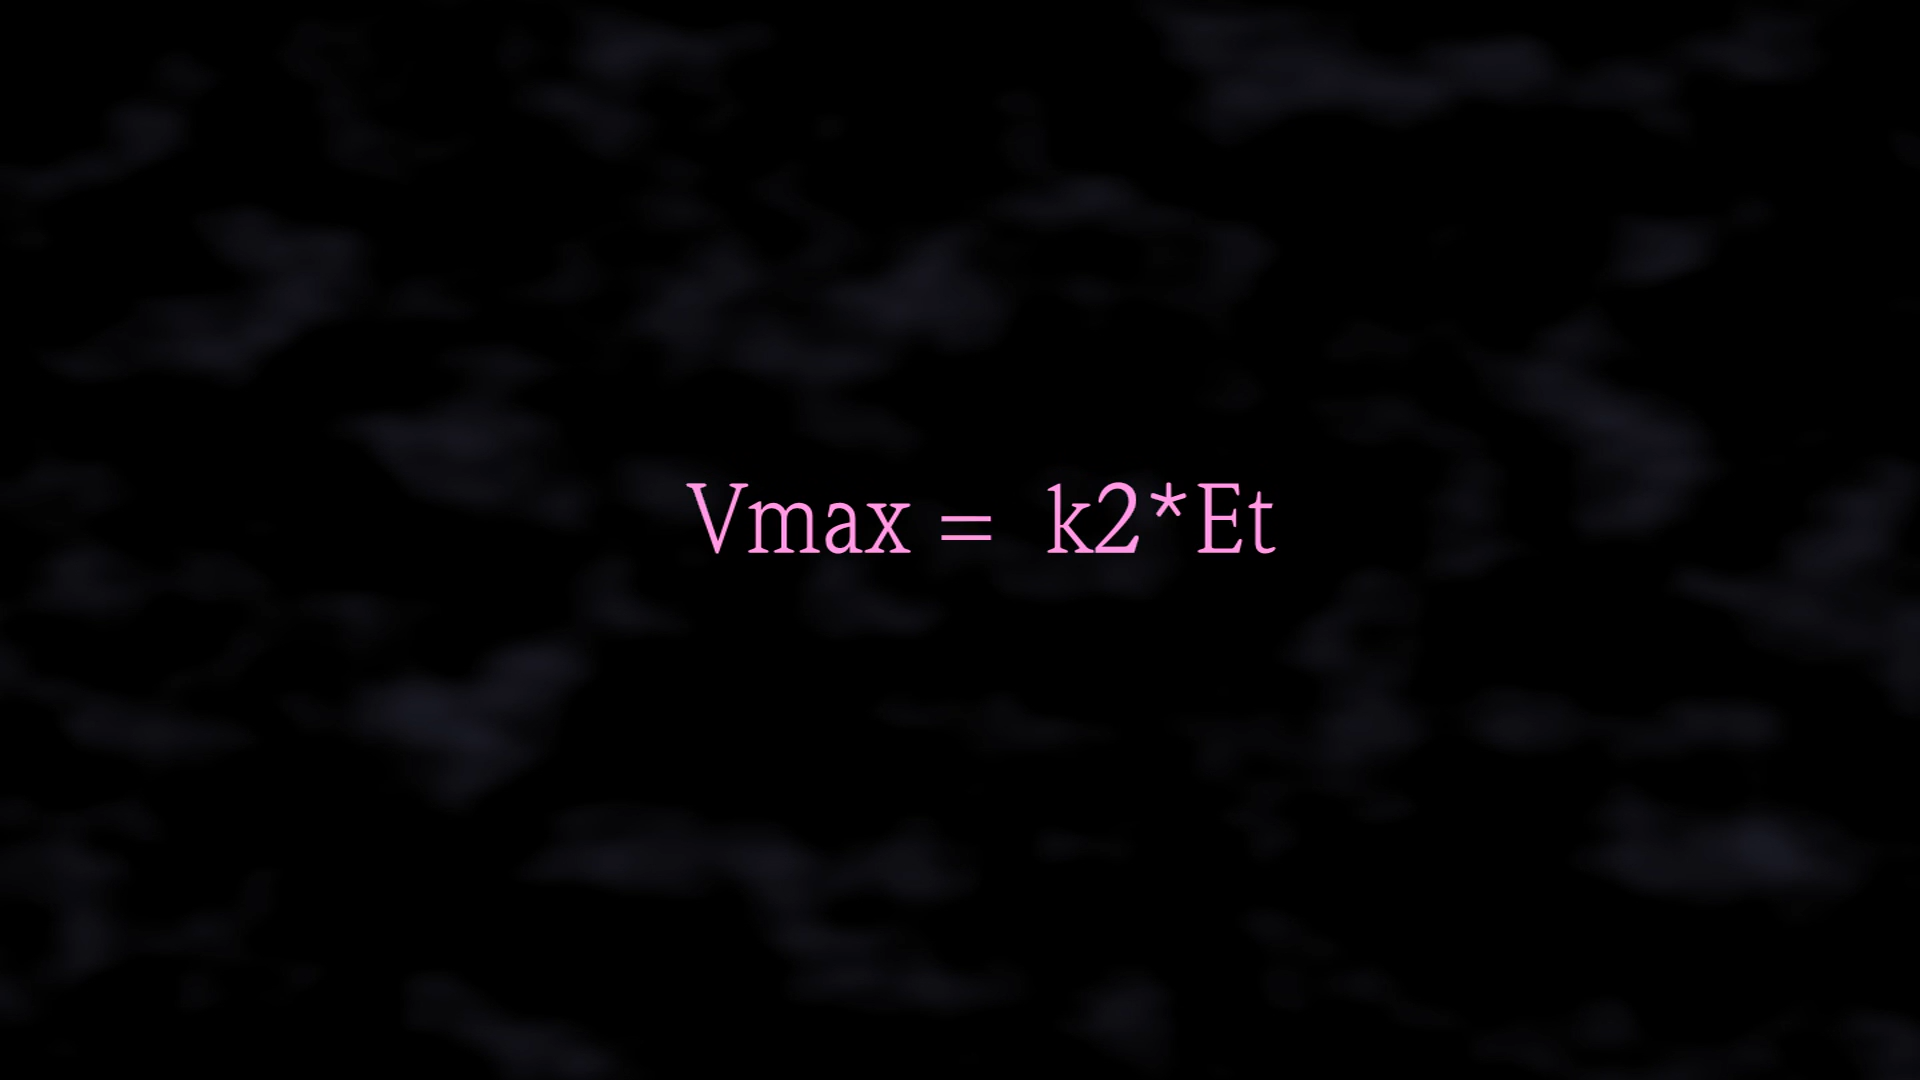 Vmax = k2*Et